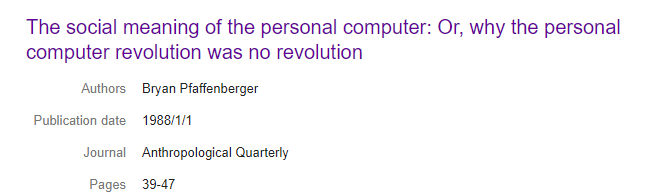 The social meaning of the personal computer: Or, why the personal
computer revolution was no revolution
Authors Bryan Pfaffenberger
Publication date 1988/1/1
Journal Anthropological Quarterly
Pages 39-47